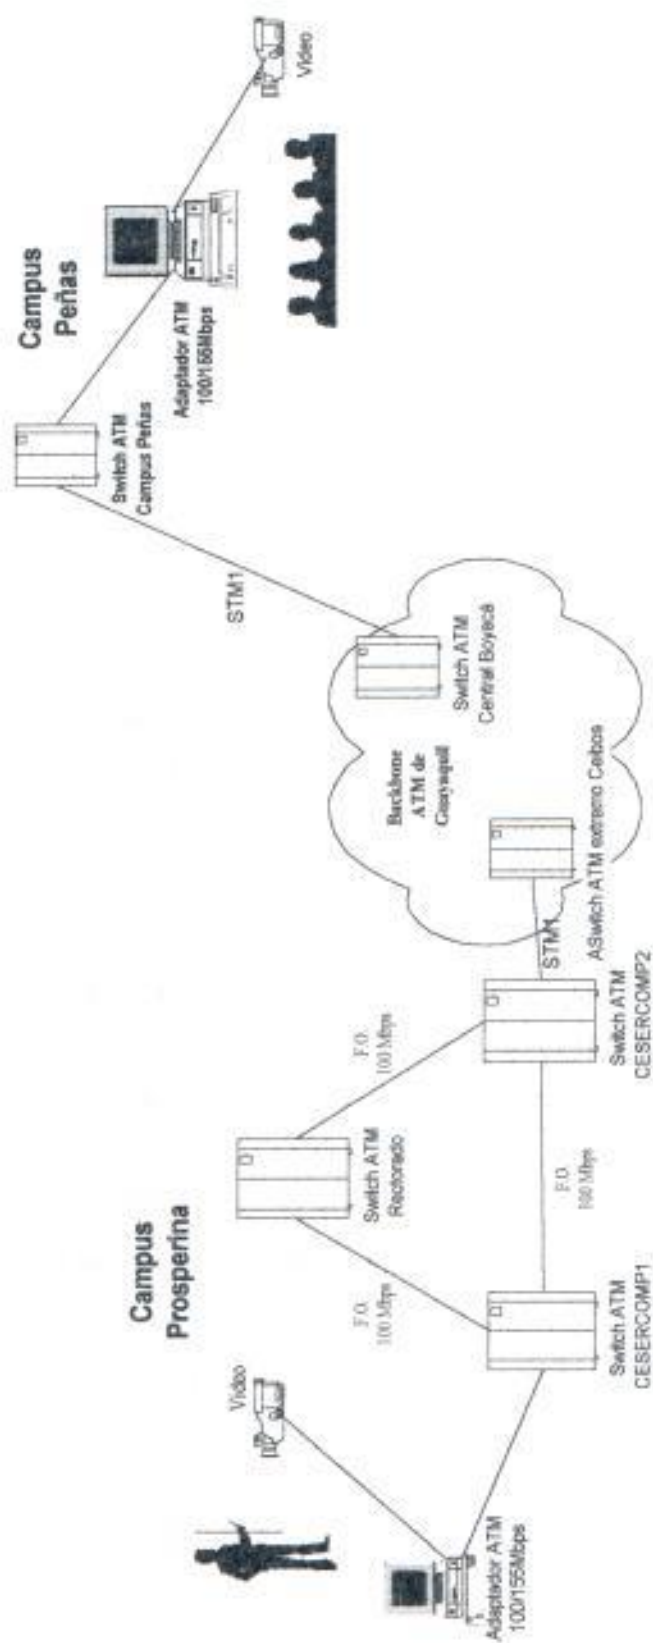 Campus
Prosperina
Video
Adaptador ATM
100/155Mbps
F.O.
100 Mbps
Switch ATM
Rectorado
F.O.
100 Mbps
Switch ATM
CESERCOMP1
F.O.
100 Mbps
Switch ATM
CESERCOMP2
STM1
ASwitch ATM extremo Ceibos
Backbone
ATM de
Guayaquil
Switch ATM
Central Boyacá
STM1
Campus
Peñas
Switch ATM
Campus Peñas
Adaptador ATM
100/155Mbps
Video